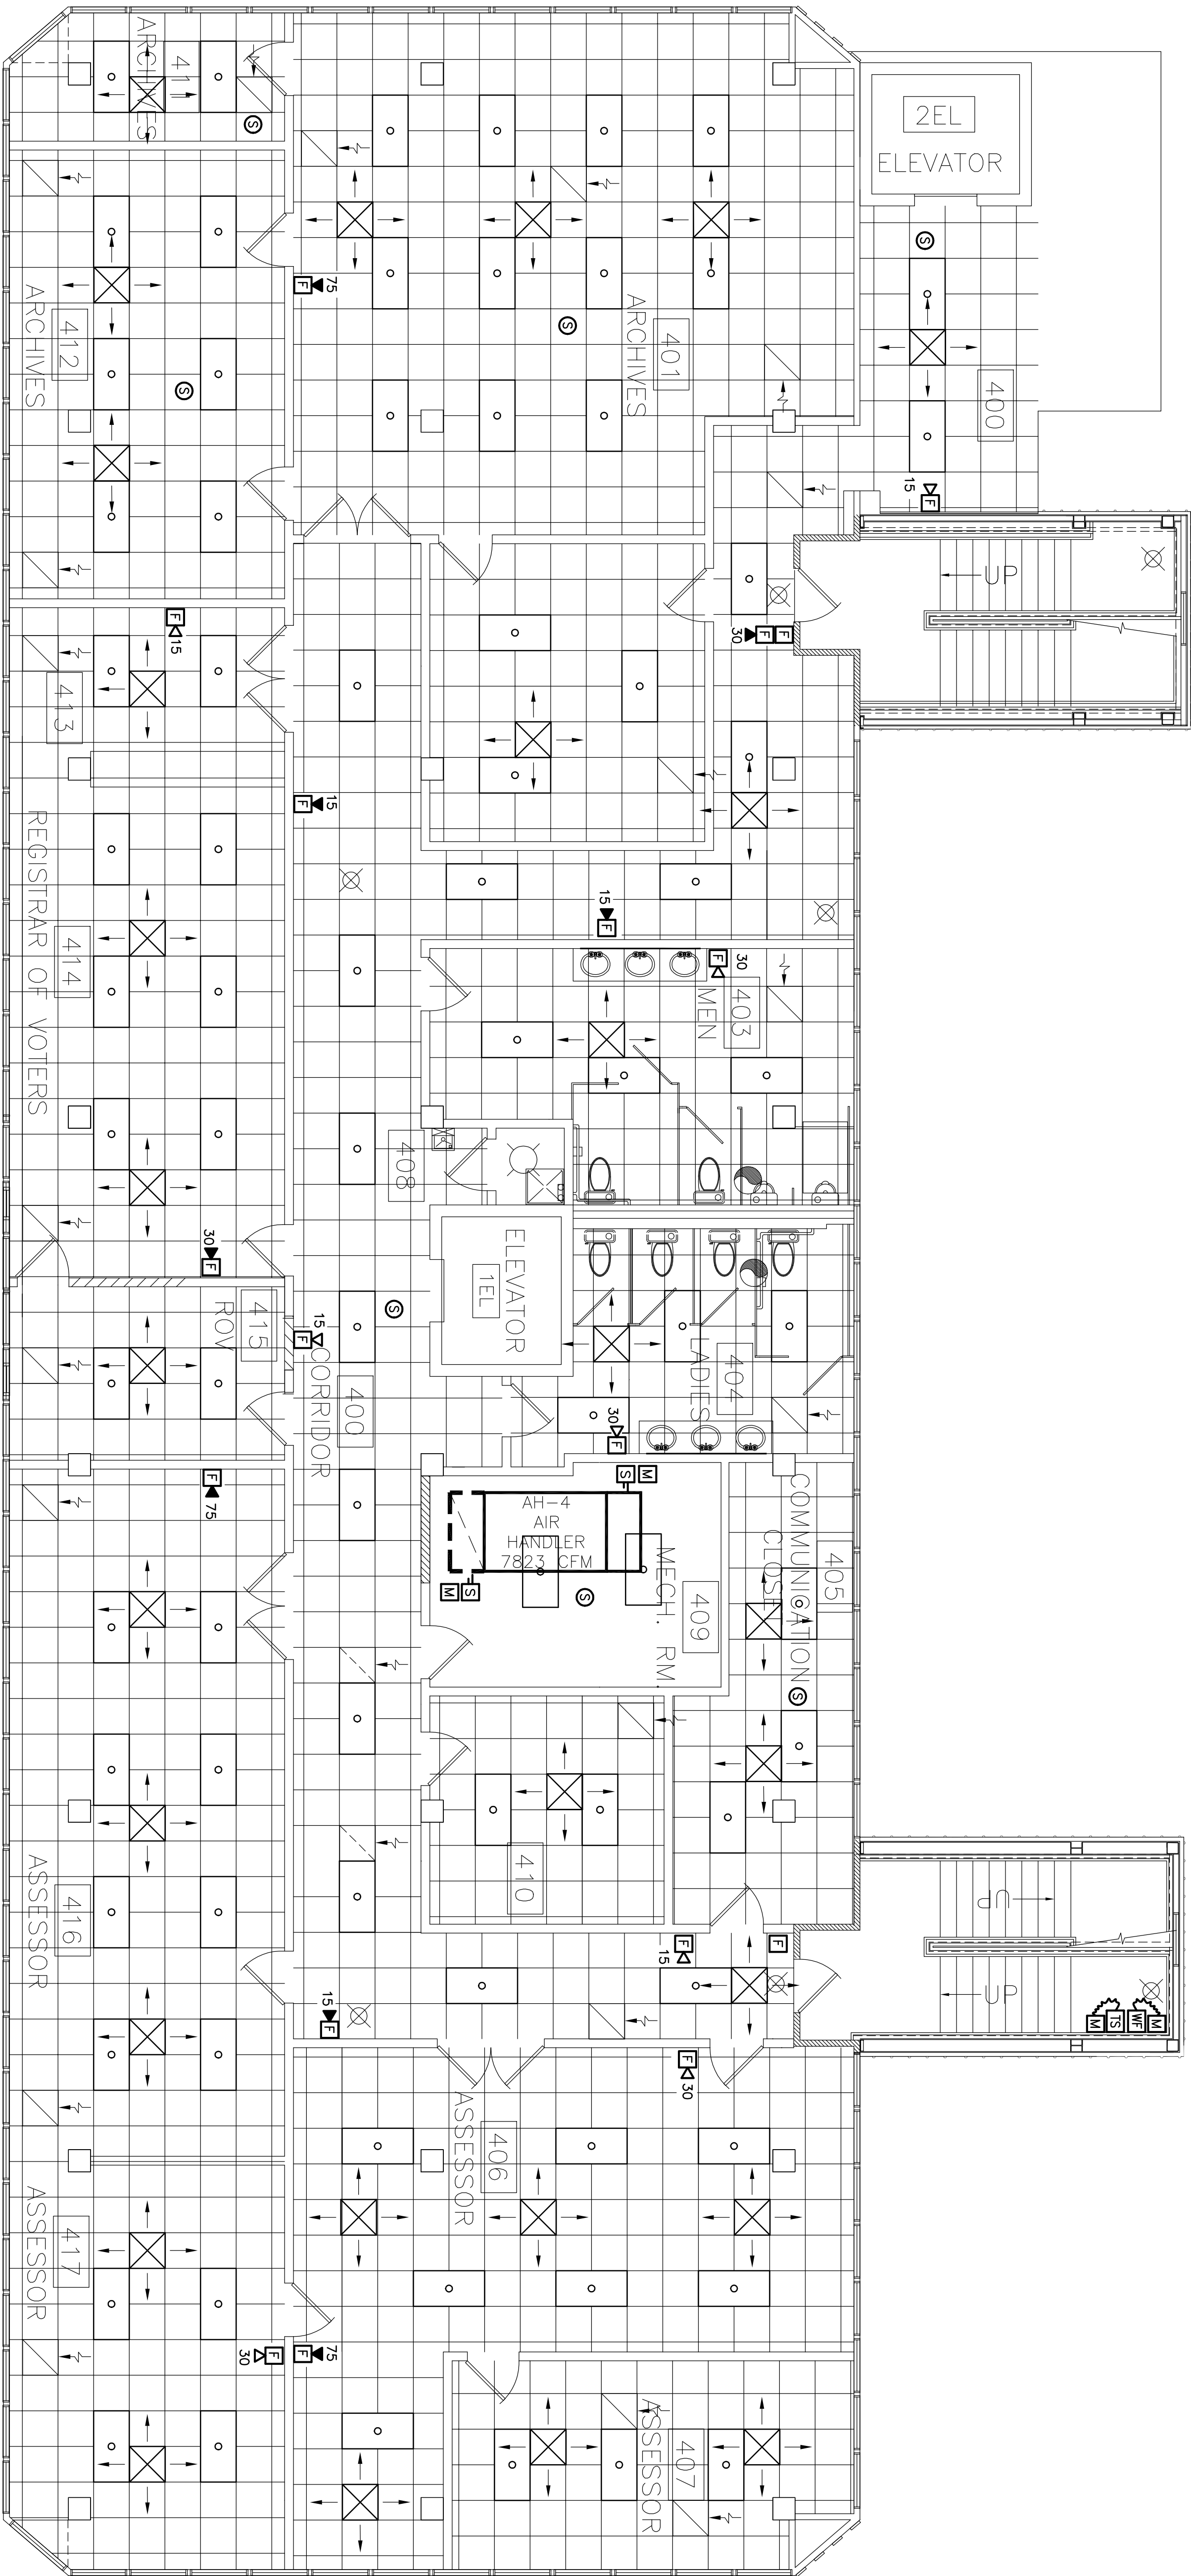 2EL
ELEVATOR
411
ARCHIVES
S
S
400
15
F
UP
412
ARCHIVES
S
75
F
401
ARCHIVES
S
F
F
30
413
F
15
15
F
15
F
414
REGISTRAR OF VOTERS
30
F
403
MEN
F
30
408
ELEVATOR
1EL
415
ROV
15
F
S
400
CORRIDOR
404
LADIES
30
F
F
75
S
M
AH-4
AIR
HANDLER
7823 CFM
M
S
S
409
MECH. RM.
405
COMMUNICATION
CLOSET
S
410
UP
UP
M
TS
WF
M
416
ASSESSOR
15
F
F
15
F
F
30
406
ASSESSOR
417
ASSESSOR
30
F
F
75
407
ASSESSOR